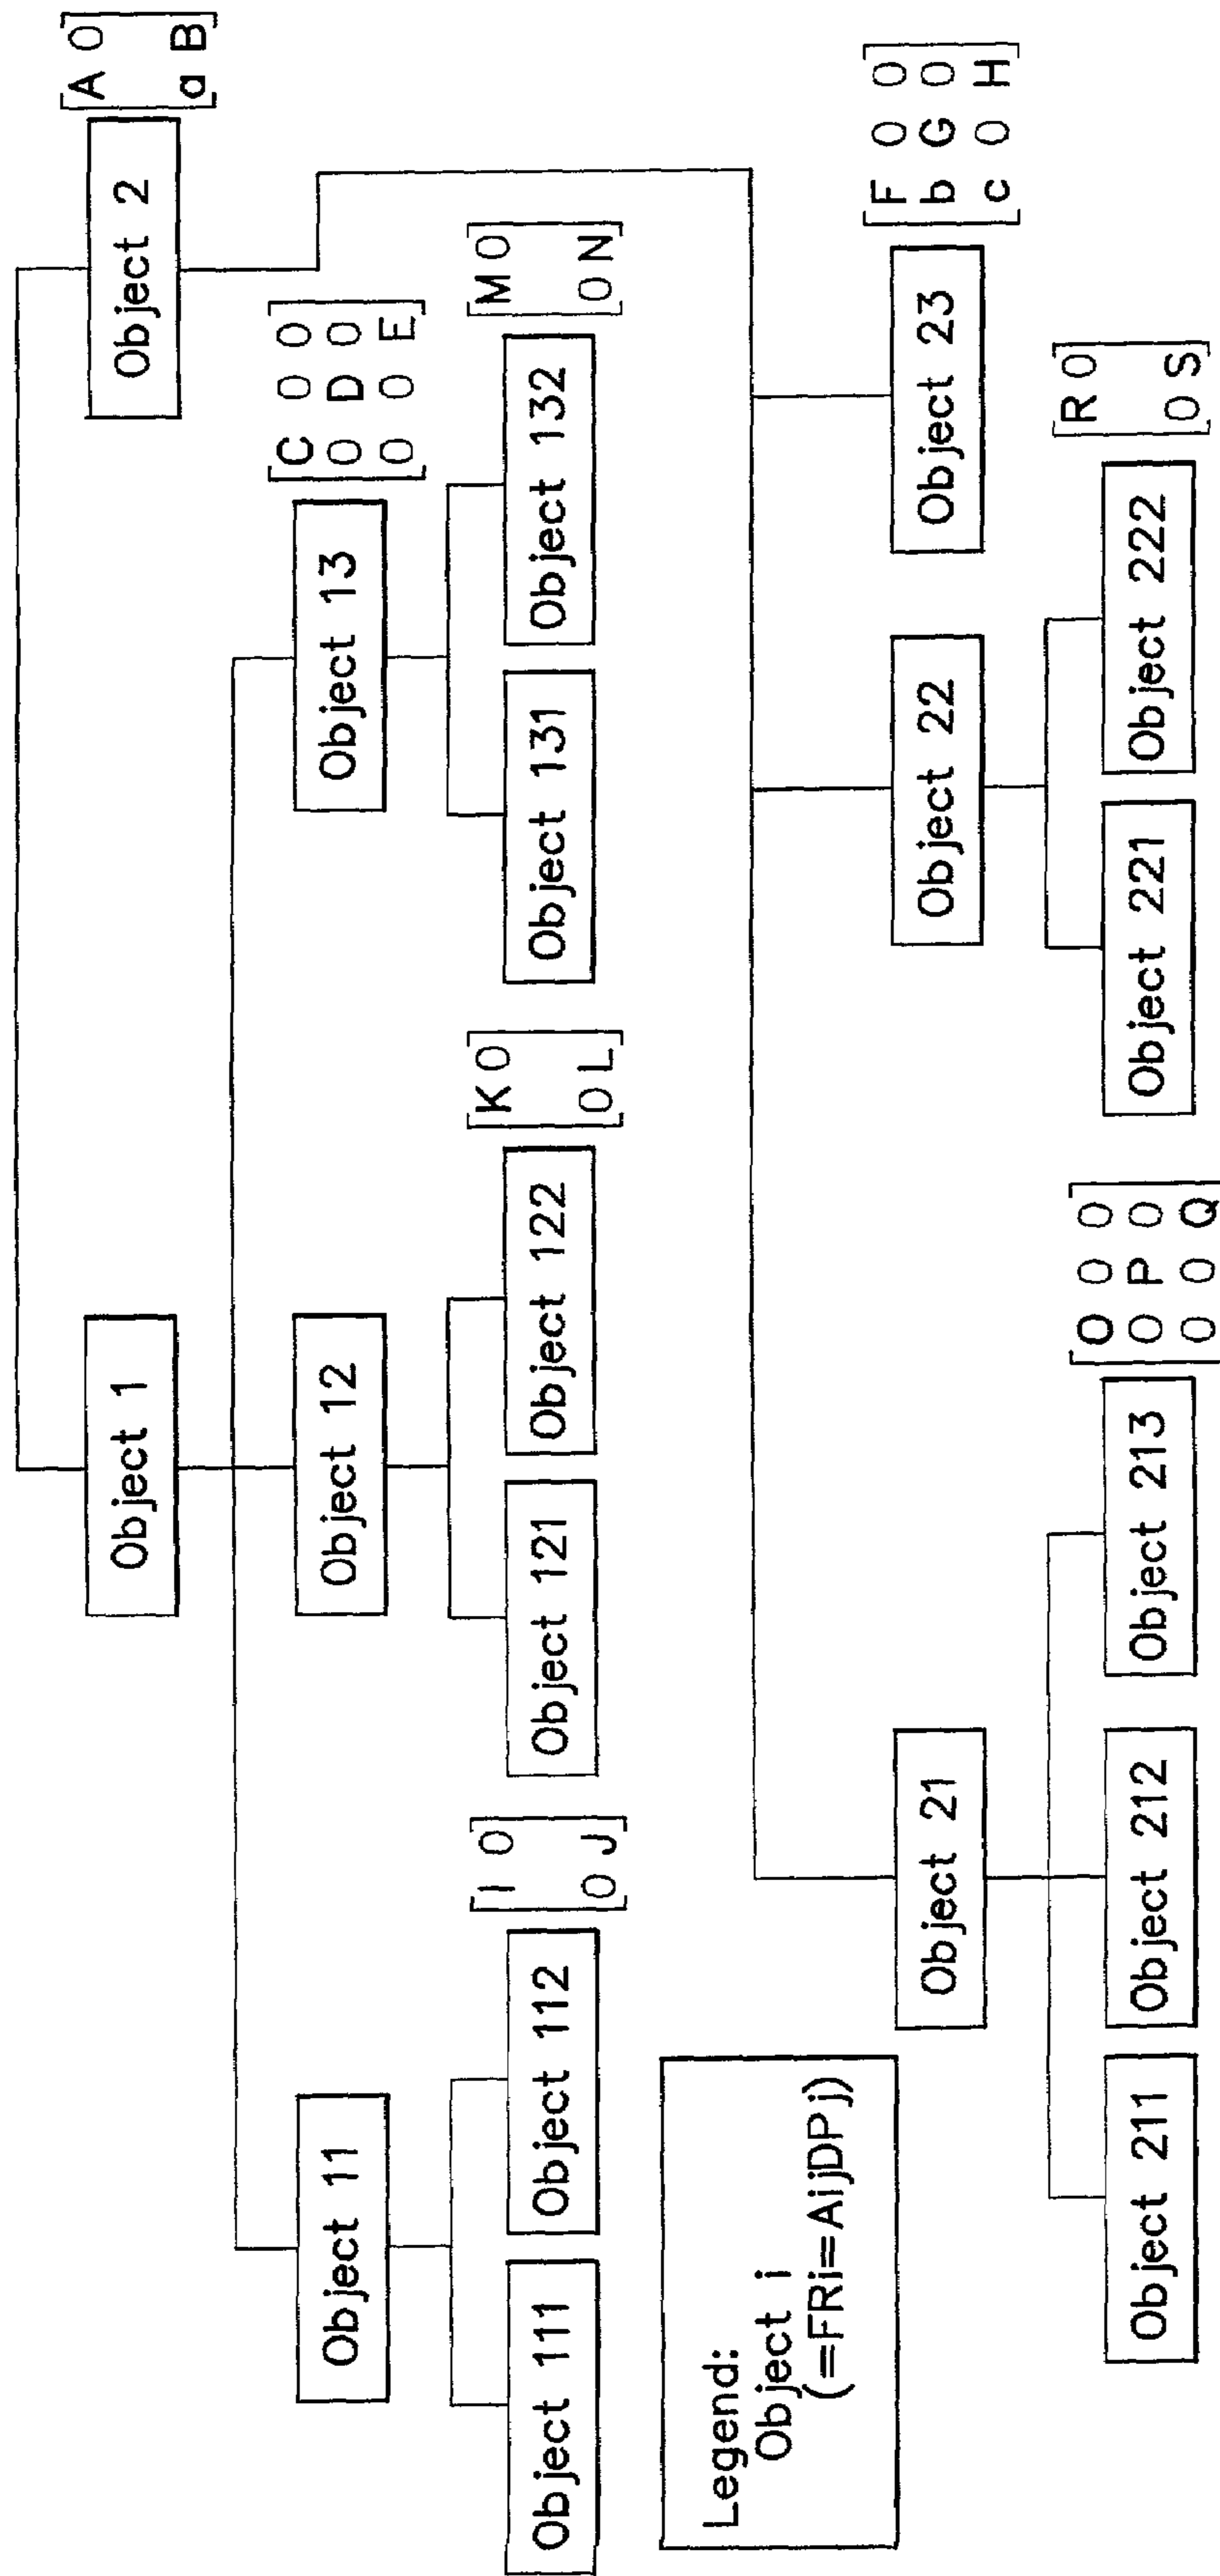 Object 1
Object 2
[A 0
a B]
Object 11
Object 12
Object 13
[C 0 0
0 D 0
0 0 E]
Object 111
Object 112
[I 0
0 J]
Object 121
Object 122
[K 0
0 L]
Object 131
Object 132
[M 0
0 N]
Legend:
Object i
(=FRi=AijDPj)
Object 21
Object 22
Object 23
[F 0 0
b G 0
c 0 H]
Object 211
Object 212
Object 213
[O 0 0
0 P 0
0 0 Q]
Object 221
Object 222
[R 0
0 S]